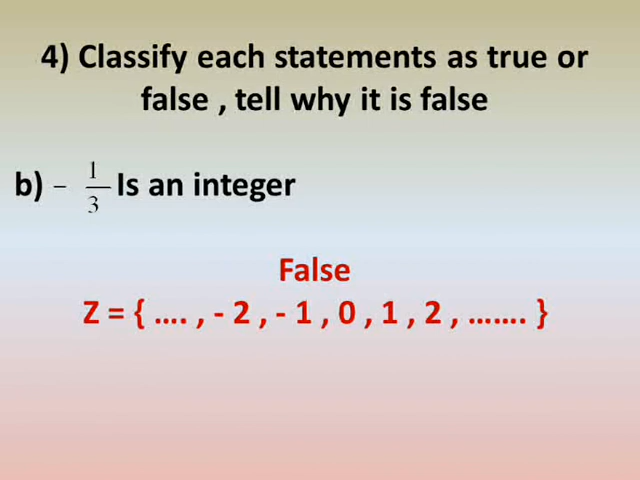 4) Classify each statements as true or
false , tell why it is false
b) - 1/3 Is an integer
False
Z = { …. , - 2 , - 1 , 0 , 1 , 2 , ……. }